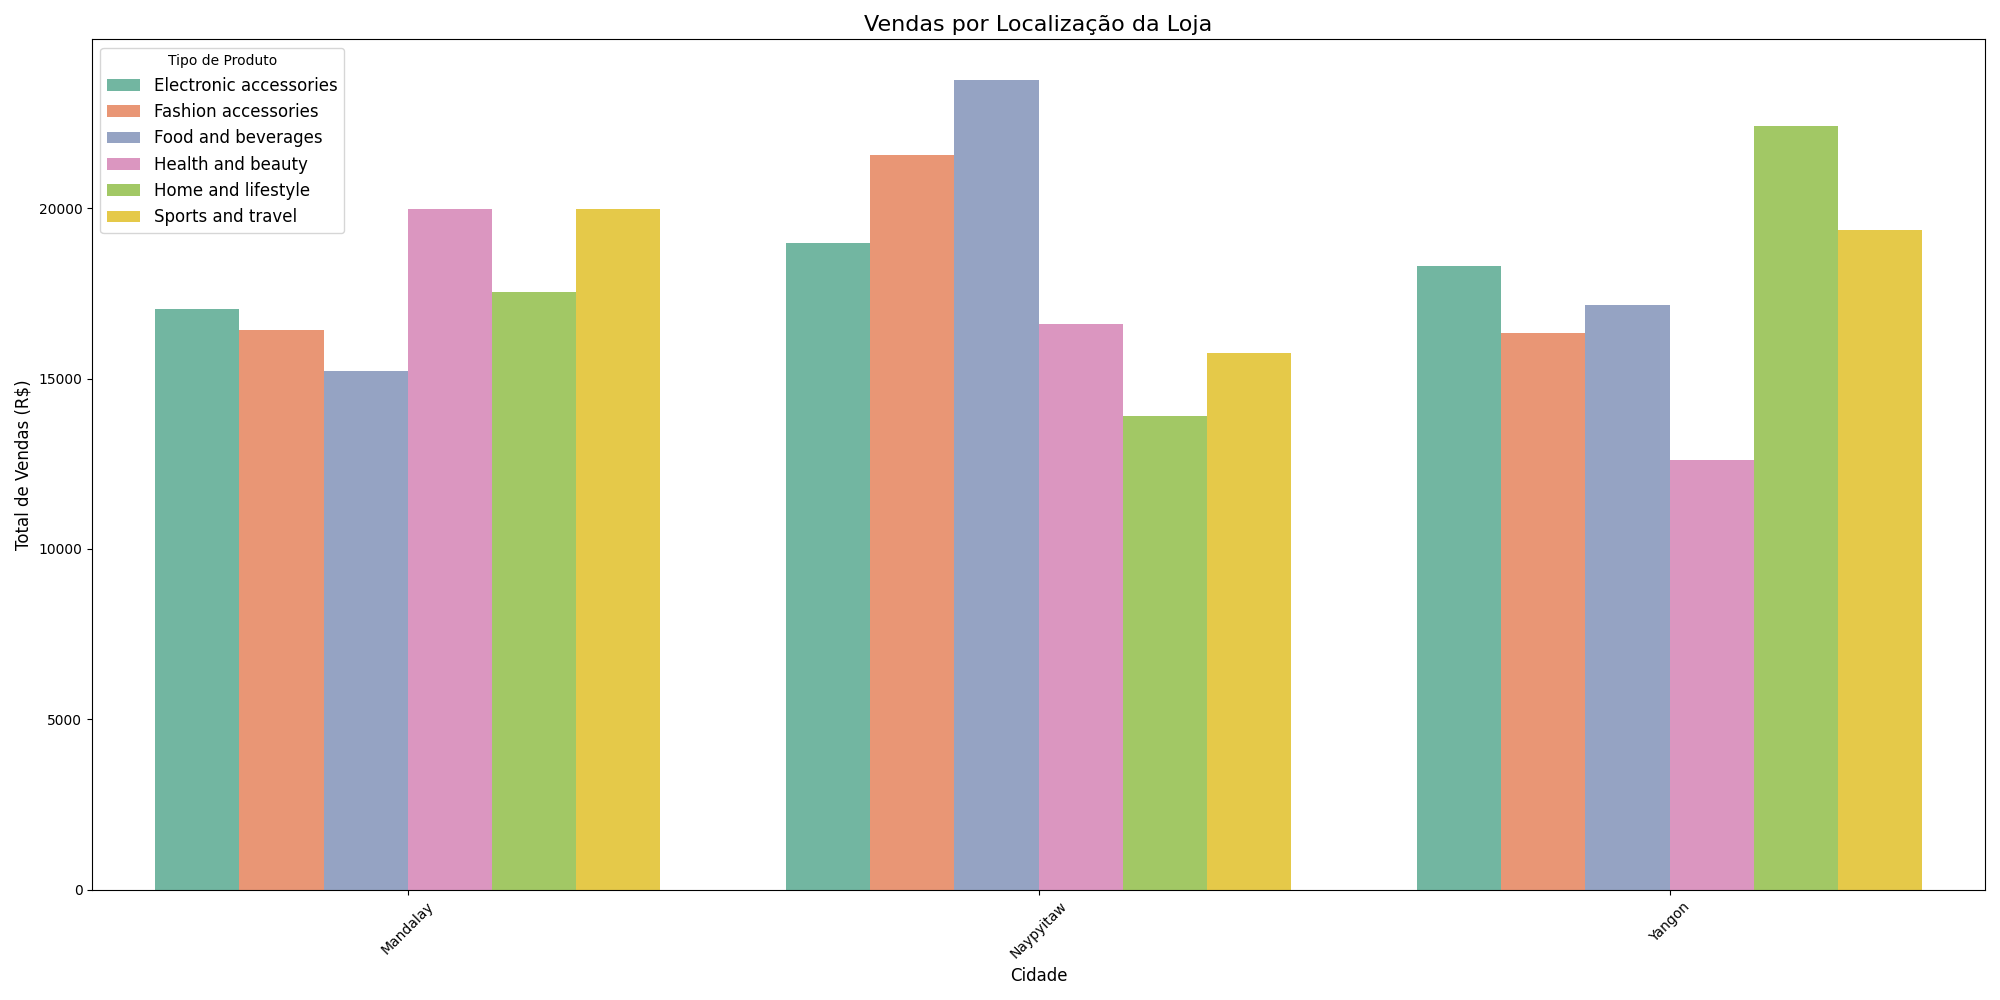 Vendas por Localização da Loja
Tipo de Produto
Electronic accessories
Fashion accessories
Food and beverages
Health and beauty
Home and lifestyle
Sports and travel
Total de Vendas (R$)
20000
15000
10000
5000
0
Mandalay
Naypyitaw
Yangon
Cidade